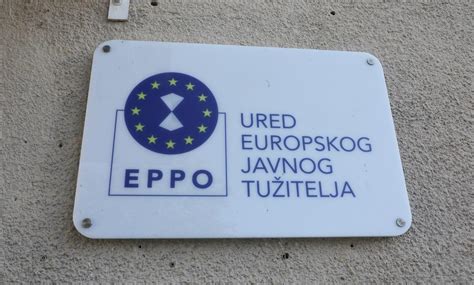 EPPO
URED
EUROPSKOG
JAVNOG
TUŽITELJA